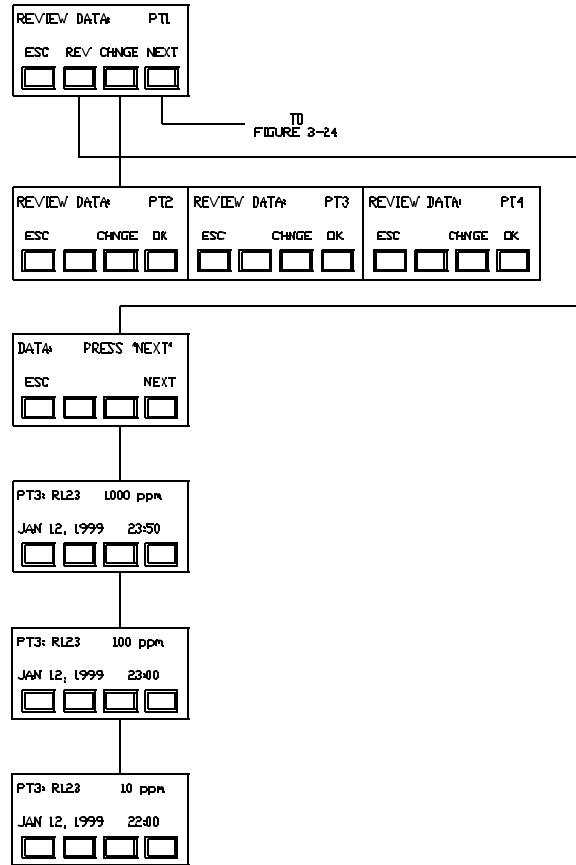 REVIEW DATA: PT1
ESC REV CHNGE NEXT
TO
FIGURE 3-24
REVIEW DATA: PT2
ESC CHNGE OK
REVIEW DATA: PT3
ESC CHNGE OK
REVIEW DATA: PT4
ESC CHNGE OK
DATA: PRESS "NEXT"
ESC NEXT
PT3: R123 1000 ppm
JAN 12, 1999 23:50
PT3: R123 100 ppm
JAN 12, 1999 23:00
PT3: R123 10 ppm
JAN 12, 1999 22:00